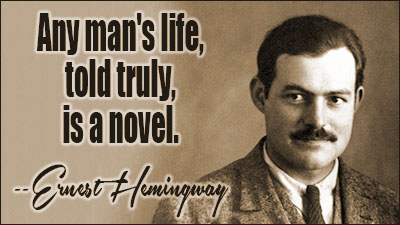 Any man's life,
told truly,
is a novel.
--Ernest Hemingway